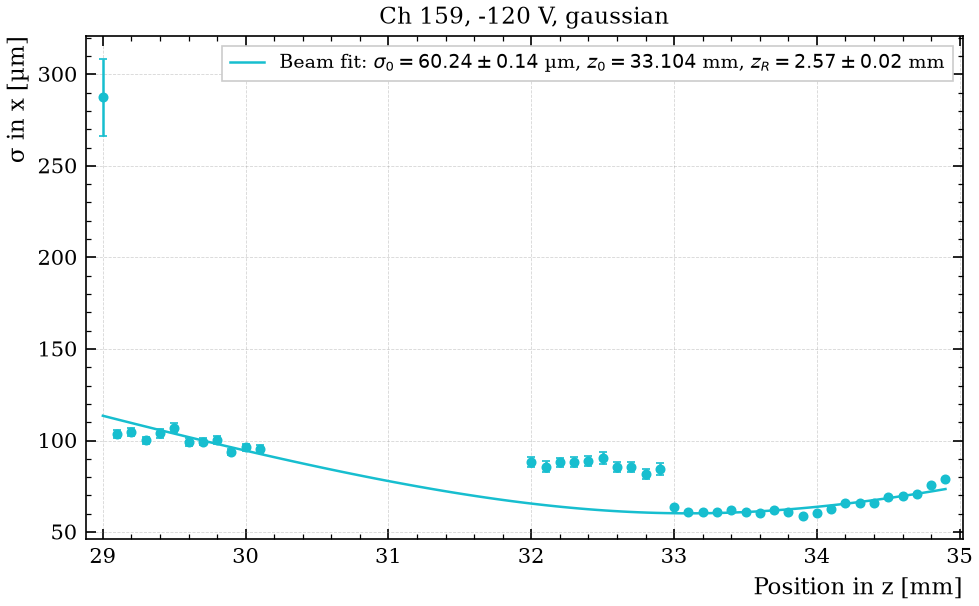 Ch 159, -120 V, gaussian
Beam fit: σ₀ = 60.24 ± 0.14 µm, z₀ = 33.104 mm, z_R = 2.57 ± 0.02 mm
σ in x [µm]
300
250
200
150
100
50
29 30 31 32 33 34 35
Position in z [mm]